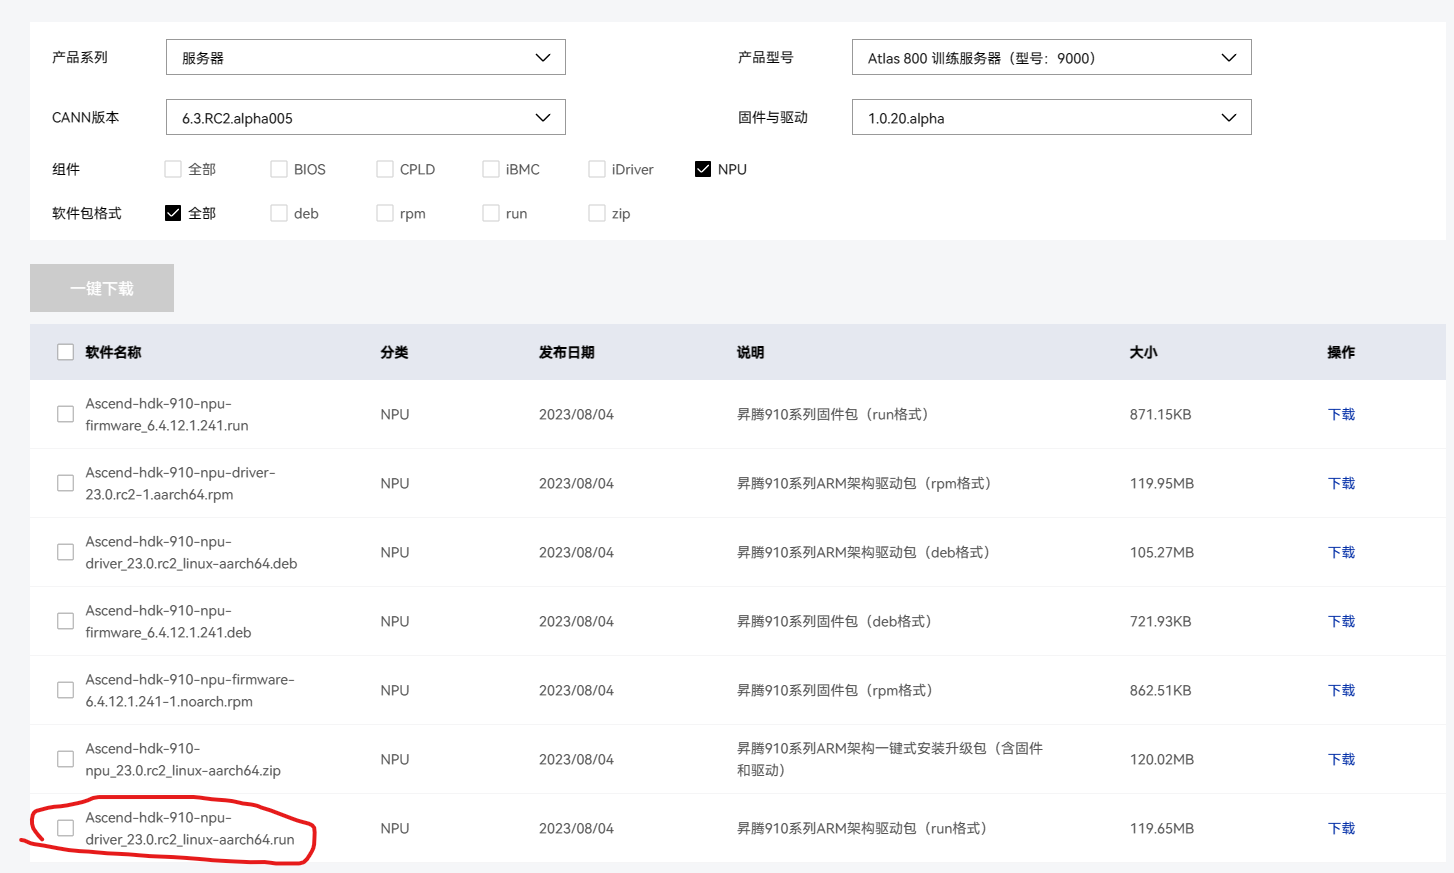 产品系列 服务器 产品型号 Atlas 800 训练服务器（型号：9000）
CANN版本 6.3.RC2.alpha005 固件与驱动 1.0.20.alpha
组件 全部 BIOS CPLD iBMC iDriver NPU
软件包格式 全部 deb rpm run zip
一键下载
软件名称 分类 发布日期 说明 大小 操作
Ascend-hdk-910-npu-
firmware_6.4.12.1.241.run NPU 2023/08/04 昇腾910系列固件包（run格式） 871.15KB 下载
Ascend-hdk-910-npu-driver-
23.0.rc2-1.aarch64.rpm NPU 2023/08/04 昇腾910系列ARM架构驱动包（rpm格式） 119.95MB 下载
Ascend-hdk-910-npu-
driver_23.0.rc2_linux-aarch64.deb NPU 2023/08/04 昇腾910系列ARM架构驱动包（deb格式） 105.27MB 下载
Ascend-hdk-910-npu-
firmware_6.4.12.1.241.deb NPU 2023/08/04 昇腾910系列固件包（deb格式） 721.93KB 下载
Ascend-hdk-910-npu-firmware-
6.4.12.1.241-1.noarch.rpm NPU 2023/08/04 昇腾910系列固件包（rpm格式） 862.51KB 下载
Ascend-hdk-910-
npu_23.0.rc2_linux-aarch64.zip NPU 2023/08/04 昇腾910系列ARM架构一键式安装升级包（含固件
和驱动） 120.02MB 下载
Ascend-hdk-910-npu-
driver_23.0.rc2_linux-aarch64.run NPU 2023/08/04 昇腾910系列ARM架构驱动包（run格式） 119.65MB 下载